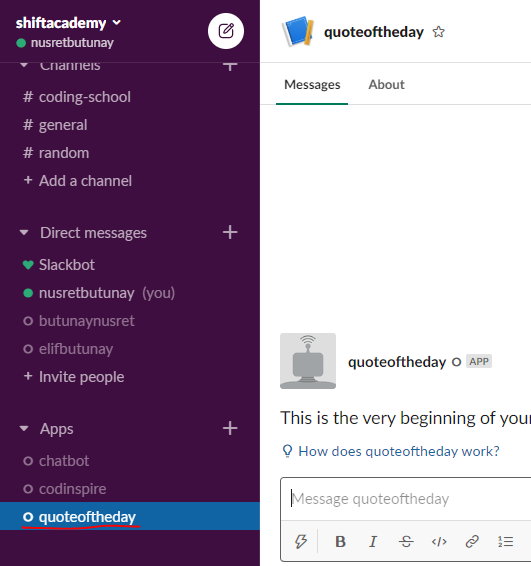 shiftacademy
nusretbutunay
Channels
# coding-school
# general
# random
+ Add a channel
Direct messages
Slackbot
nusretbutunay (you)
butunaynusret
elifbutunay
+ Invite people
Apps
chatbot
codinspire
quoteoftheday
quoteoftheday
Messages About
quoteoftheday APP
This is the very beginning of your
How does quoteoftheday work?
Message quoteoftheday
B I S </>